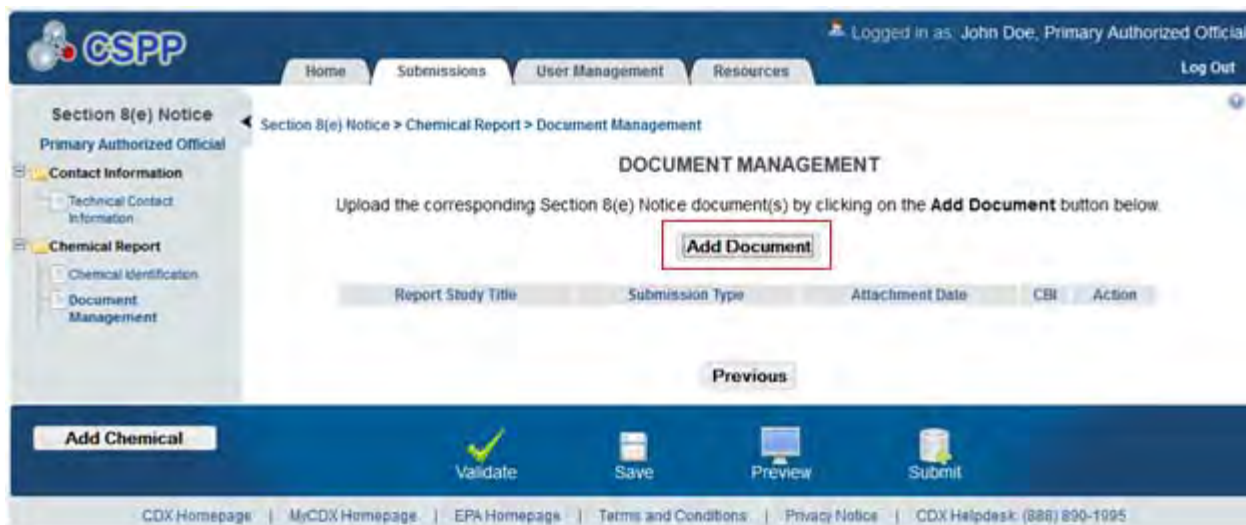 CSPP
Logged in as: John Doe, Primary Authorized Official
Home Submissions User Management Resources
Log Out
Section 8(e) Notice
Primary Authorized Official
Contact Information
Technical Contact
Information
Chemical Report
Chemical Identification
Document
Management
Section 8(e) Notice > Chemical Report > Document Management
DOCUMENT MANAGEMENT
Upload the corresponding Section 8(e) Notice document(s) by clicking on the Add Document button below.
Add Document
Report Study Title Submission Type Attachment Date CBI Action
Previous
Add Chemical
Validate Save Preview Submit
CDX Homepage | MyCDX Homepage | EPA Homepage | Terms and Conditions | Privacy Notice | CDX Helpdesk: (888) 890-1995